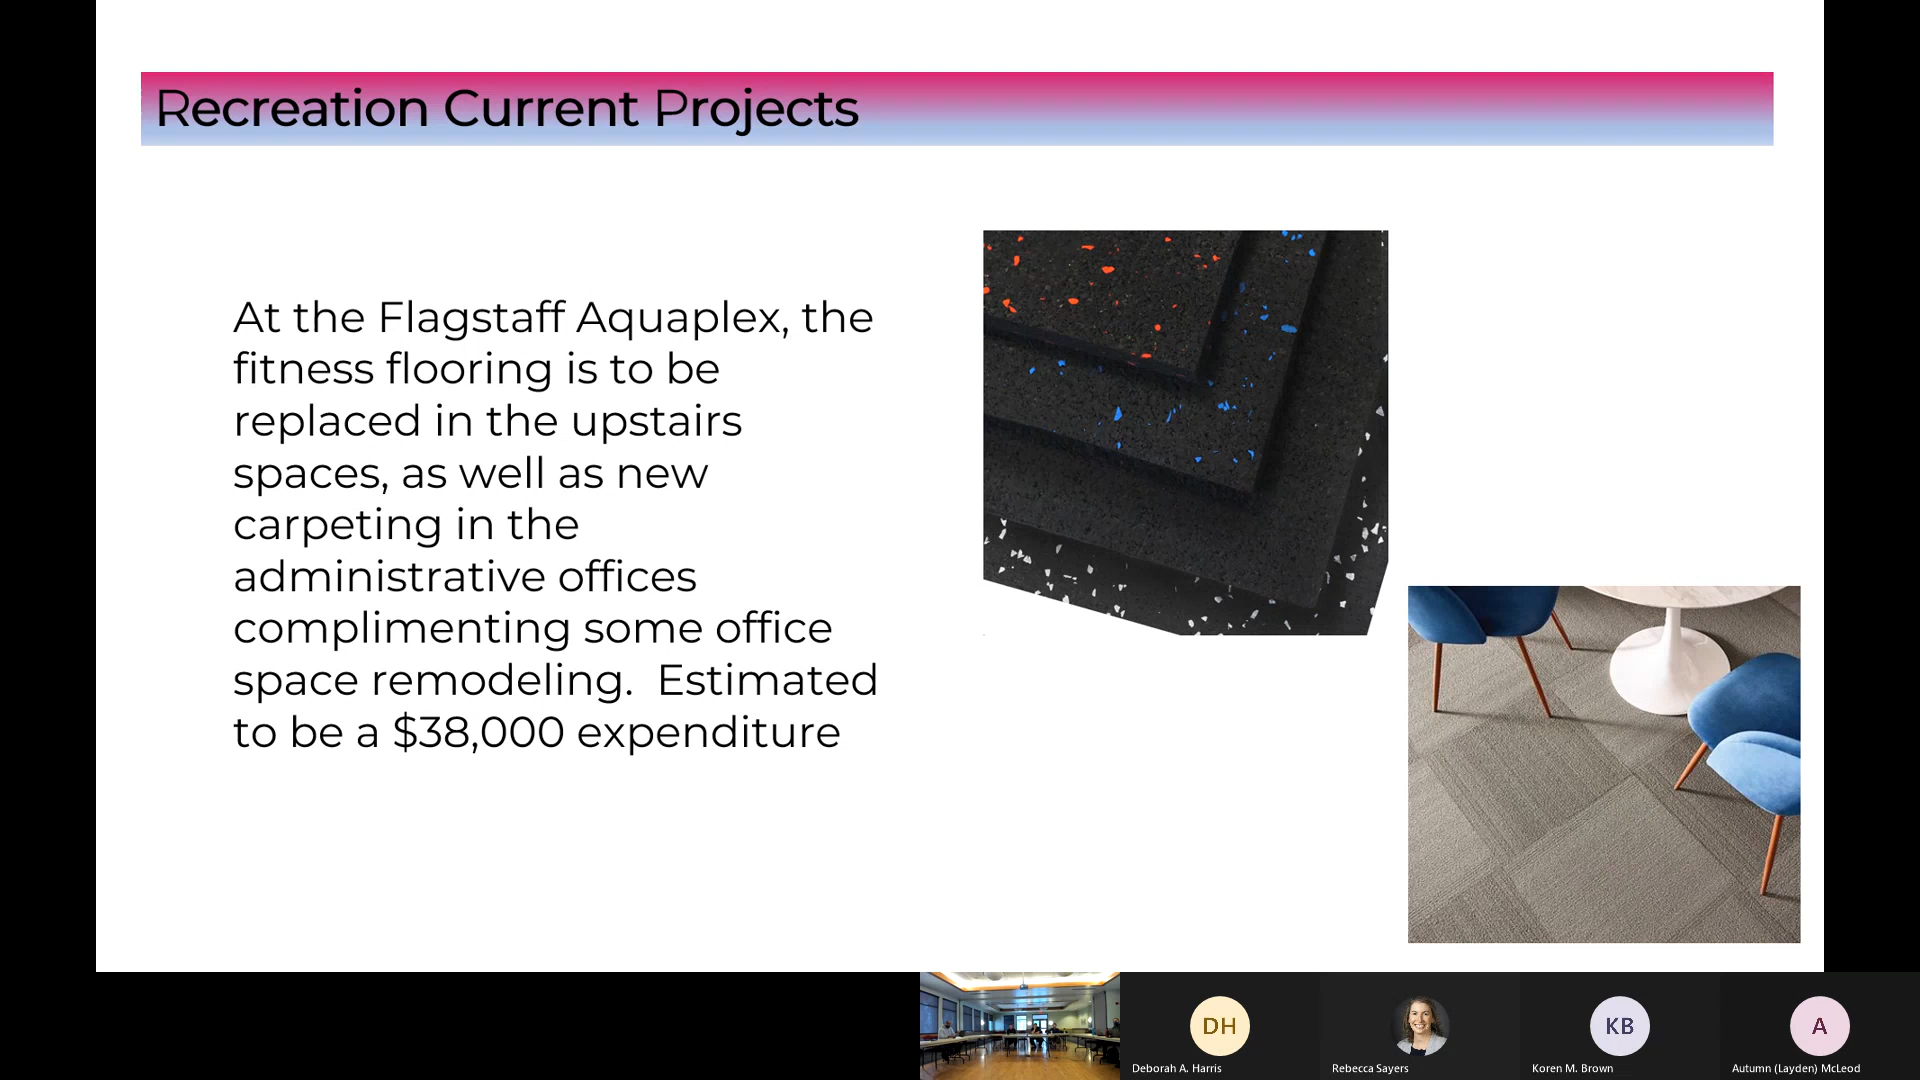 Recreation Current Projects
At the Flagstaff Aquaplex, the
fitness flooring is to be
replaced in the upstairs
spaces, as well as new
carpeting in the
administrative offices
complimenting some office
space remodeling.  Estimated
to be a $38,000 expenditure
DH
KB
A
Deborah A. Harris
Rebecca Sayers
Koren M. Brown
Autumn (Layden) McLeod